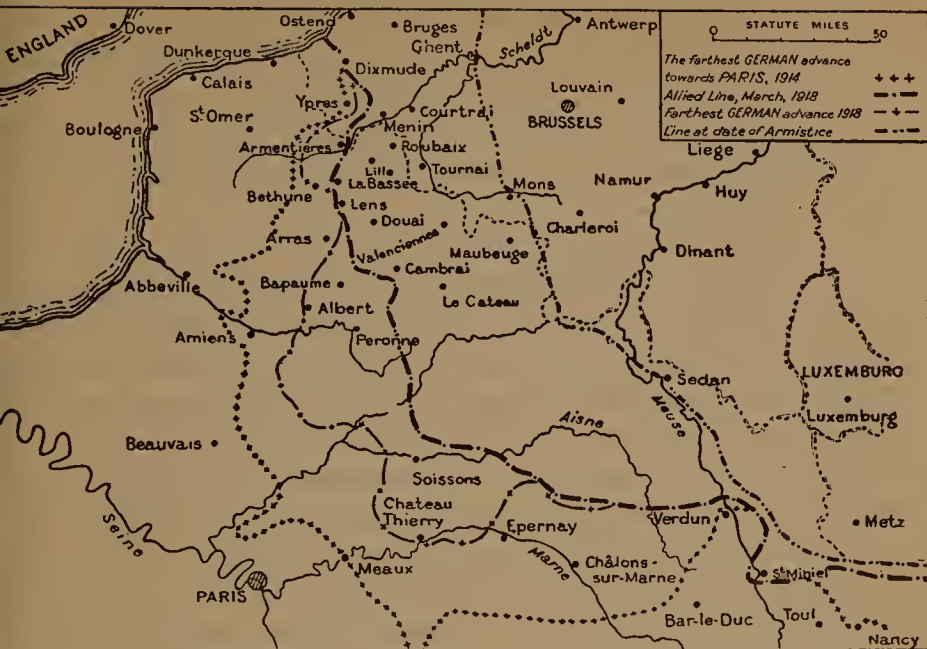 ENGLAND
Dover
Ostend
Bruges
Ghent
Scheldt
Antwerp
STATUTE MILES
0 50
The farthest GERMAN advance
towards PARIS, 1914
Allied Line, March, 1918
Farthest GERMAN advance 1918
Line at date of Armistice
Dunkerque
Calais
Dixmude
Louvain
BRUSSELS
Ypres
Courtrai
Menin
St Omer
Boulogne
Armentieres
Roubaix
Lille
Tournai
Liege
Bethune
La Bassée
Mons
Namur
Huy
Lens
Douai
Charleroi
Arras
Valenciennes
Maubeuge
Dinant
Abbeville
Bapaume
Cambrai
Albert
Le Cateau
Amiens
Peronne
Sedan
LUXEMBURG
Luxemburg
Meuse
Aisne
Beauvais
Soissons
Chateau
Thierry
Epernay
Verdun
Metz
Seine
Marne
Châlons-
sur-Marne
St Mihiel
Meaux
PARIS
Bar-le-Duc
Toul
Nancy